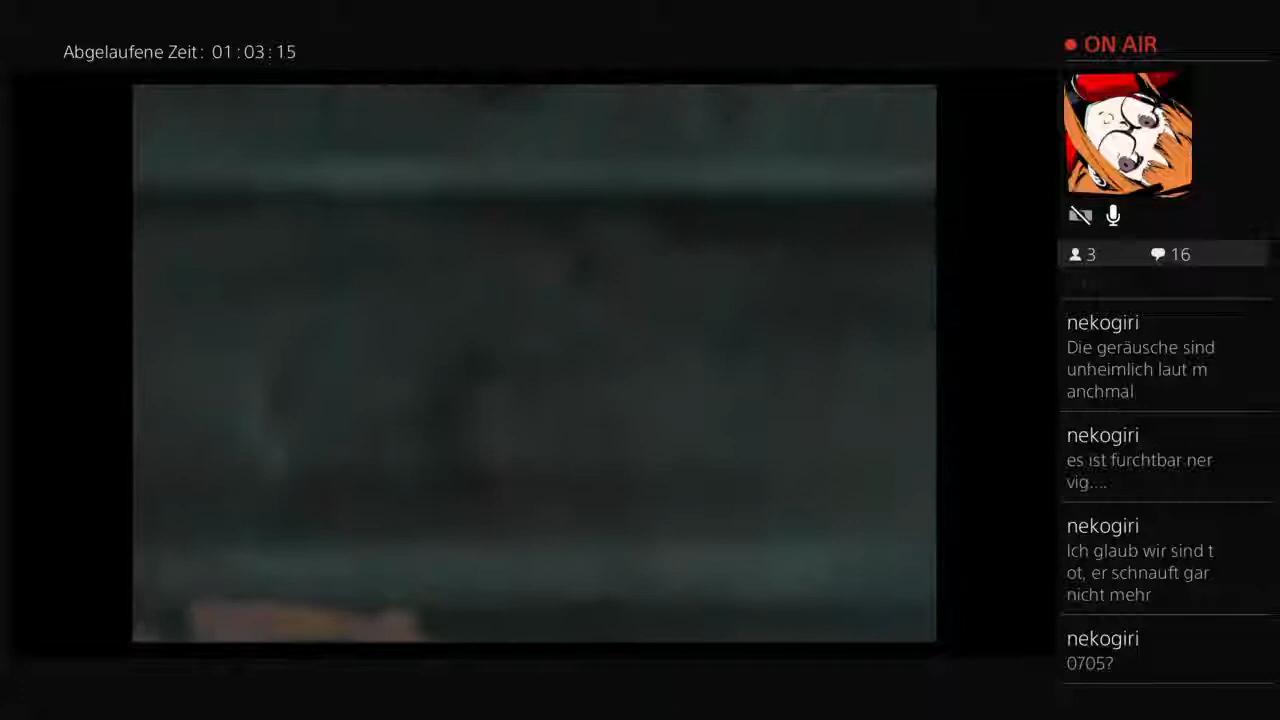 Abgelaufene Zeit: 01:03:15
ON AIR
3
16
nekogiri
Die geräusche sind
unheimlich laut m
anchmal
nekogiri
es ist furchtbar ner
vig....
nekogiri
Ich glaub wir sind t
ot, er schnauft gar
nicht mehr
nekogiri
0705?